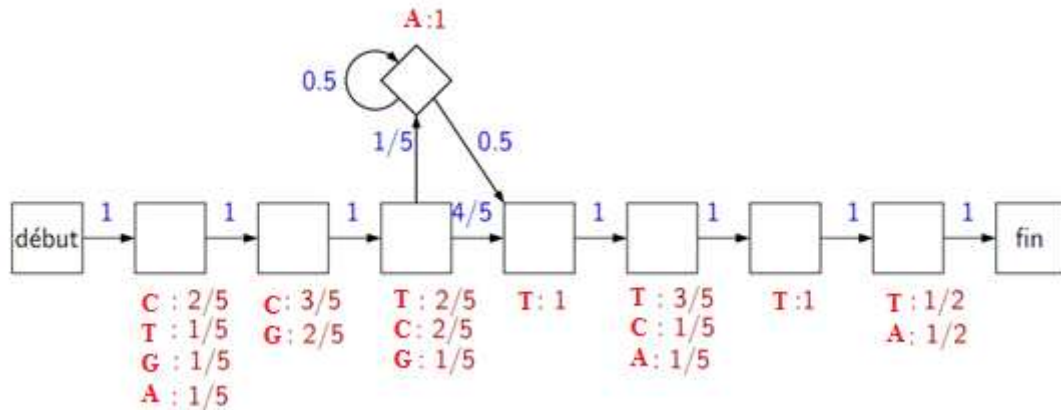 A:1
0.5
1/5
0.5
début 1 1 1 4/5 1 1 1 1 fin
C : 2/5 C: 3/5 T : 2/5 T: 1 T : 3/5 T:1 T: 1/2
T : 1/5 G: 2/5 C : 2/5 C : 1/5 A: 1/2
G : 1/5 G : 1/5 A : 1/5
A : 1/5